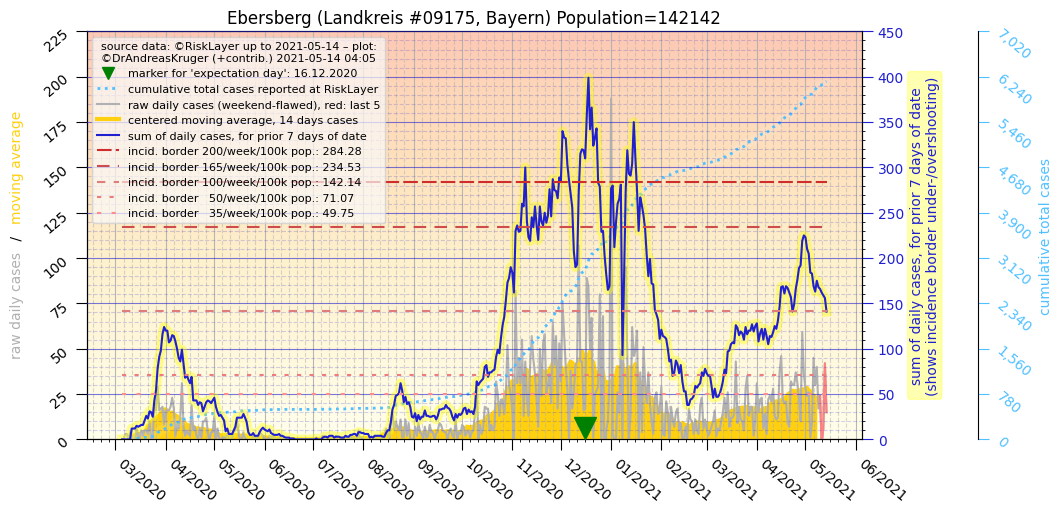 Ebersberg (Landkreis #09175, Bayern) Population=142142
source data: ©RiskLayer up to 2021-05-14 – plot:
©DrAndreasKruger (+contrib.) 2021-05-14 04:05
marker for 'expectation day': 16.12.2020
cumulative total cases reported at RiskLayer
raw daily cases (weekend-flawed), red: last 5
centered moving average, 14 days cases
sum of daily cases, for prior 7 days of date
incid. border 200/week/100k pop.: 284.28
incid. border 165/week/100k pop.: 234.53
incid. border 100/week/100k pop.: 142.14
incid. border   50/week/100k pop.: 71.07
incid. border   35/week/100k pop.: 49.75
raw daily cases  /  moving average
225
200
175
150
125
100
75
50
25
0
03/2020
04/2020
05/2020
06/2020
07/2020
08/2020
09/2020
10/2020
11/2020
12/2020
01/2021
02/2021
03/2021
04/2021
05/2021
06/2021
450
400
350
300
250
200
150
100
50
0
sum of daily cases, for prior 7 days of date
(shows incidence border under-/overshooting)
7,020
6,240
5,460
4,680
3,900
3,120
2,340
1,560
780
0
cumulative total cases